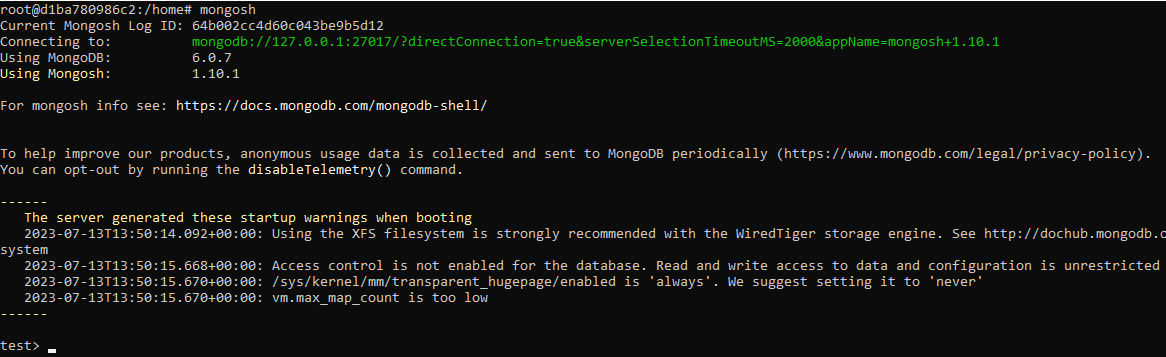 root@d1ba780986c2:/home# mongosh
Current Mongosh Log ID: 64b002cc4d60c043be9b5d12
Connecting to:          mongodb://127.0.0.1:27017/?directConnection=true&serverSelectionTimeoutMS=2000&appName=mongosh+1.10.1
Using MongoDB:          6.0.7
Using Mongosh:          1.10.1
For mongosh info see: https://docs.mongodb.com/mongodb-shell/
To help improve our products, anonymous usage data is collected and sent to MongoDB periodically (https://www.mongodb.com/legal/privacy-policy).
You can opt-out by running the disableTelemetry() command.
------
   The server generated these startup warnings when booting
   2023-07-13T13:50:14.092+00:00: Using the XFS filesystem is strongly recommended with the WiredTiger storage engine. See http://dochub.mongodb.o
system
   2023-07-13T13:50:15.668+00:00: Access control is not enabled for the database. Read and write access to data and configuration is unrestricted
   2023-07-13T13:50:15.670+00:00: /sys/kernel/mm/transparent_hugepage/enabled is 'always'. We suggest setting it to 'never'
   2023-07-13T13:50:15.670+00:00: vm.max_map_count is too low
------
test>